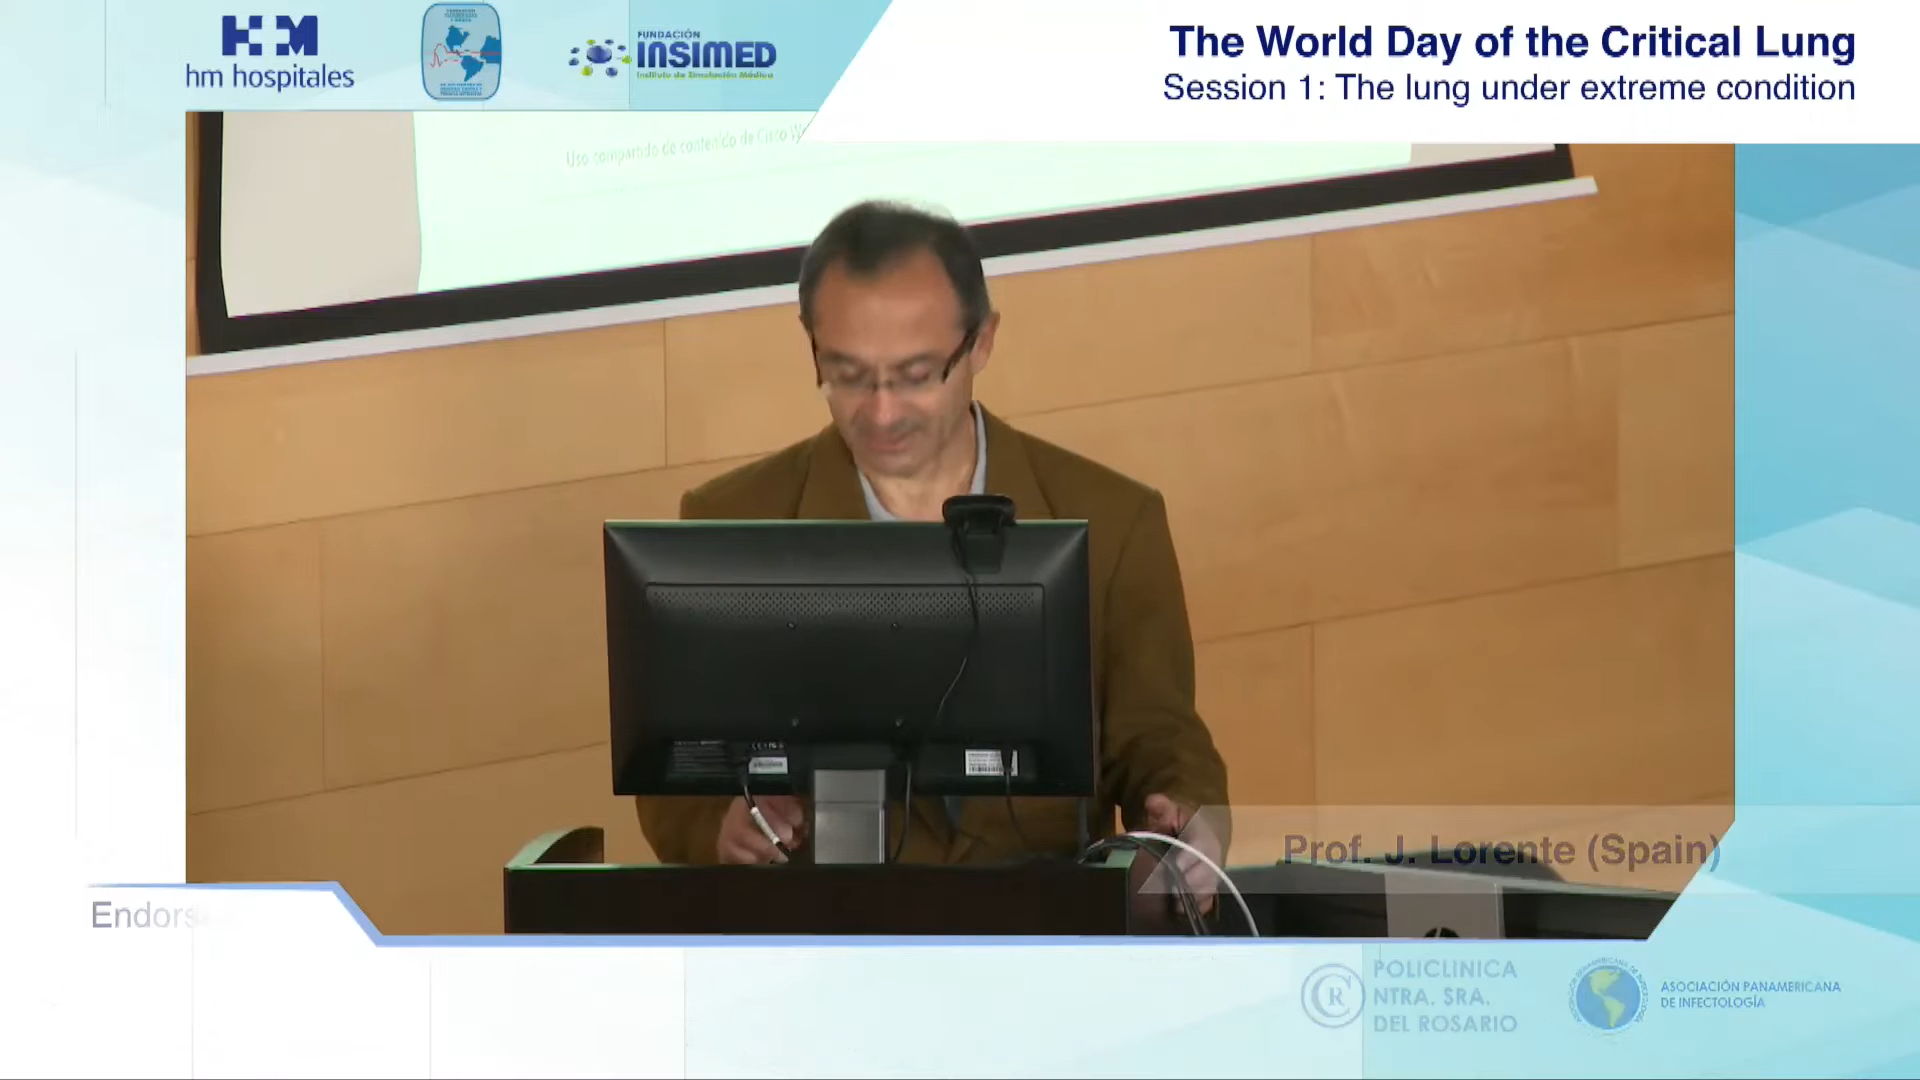 hm hospitales
FUNDACIÓN
INSIMED
Instituto de Simulación Médica
The World Day of the Critical Lung
Session 1: The lung under extreme condition
Uso compartido de contenido de Cisco
Prof. J. Lorente (Spain)
Endors
POLICLINICA
NTRA. SRA.
DEL ROSARIO
ASOCIACIÓN PANAMERICANA
DE INFECTOLOGÍA